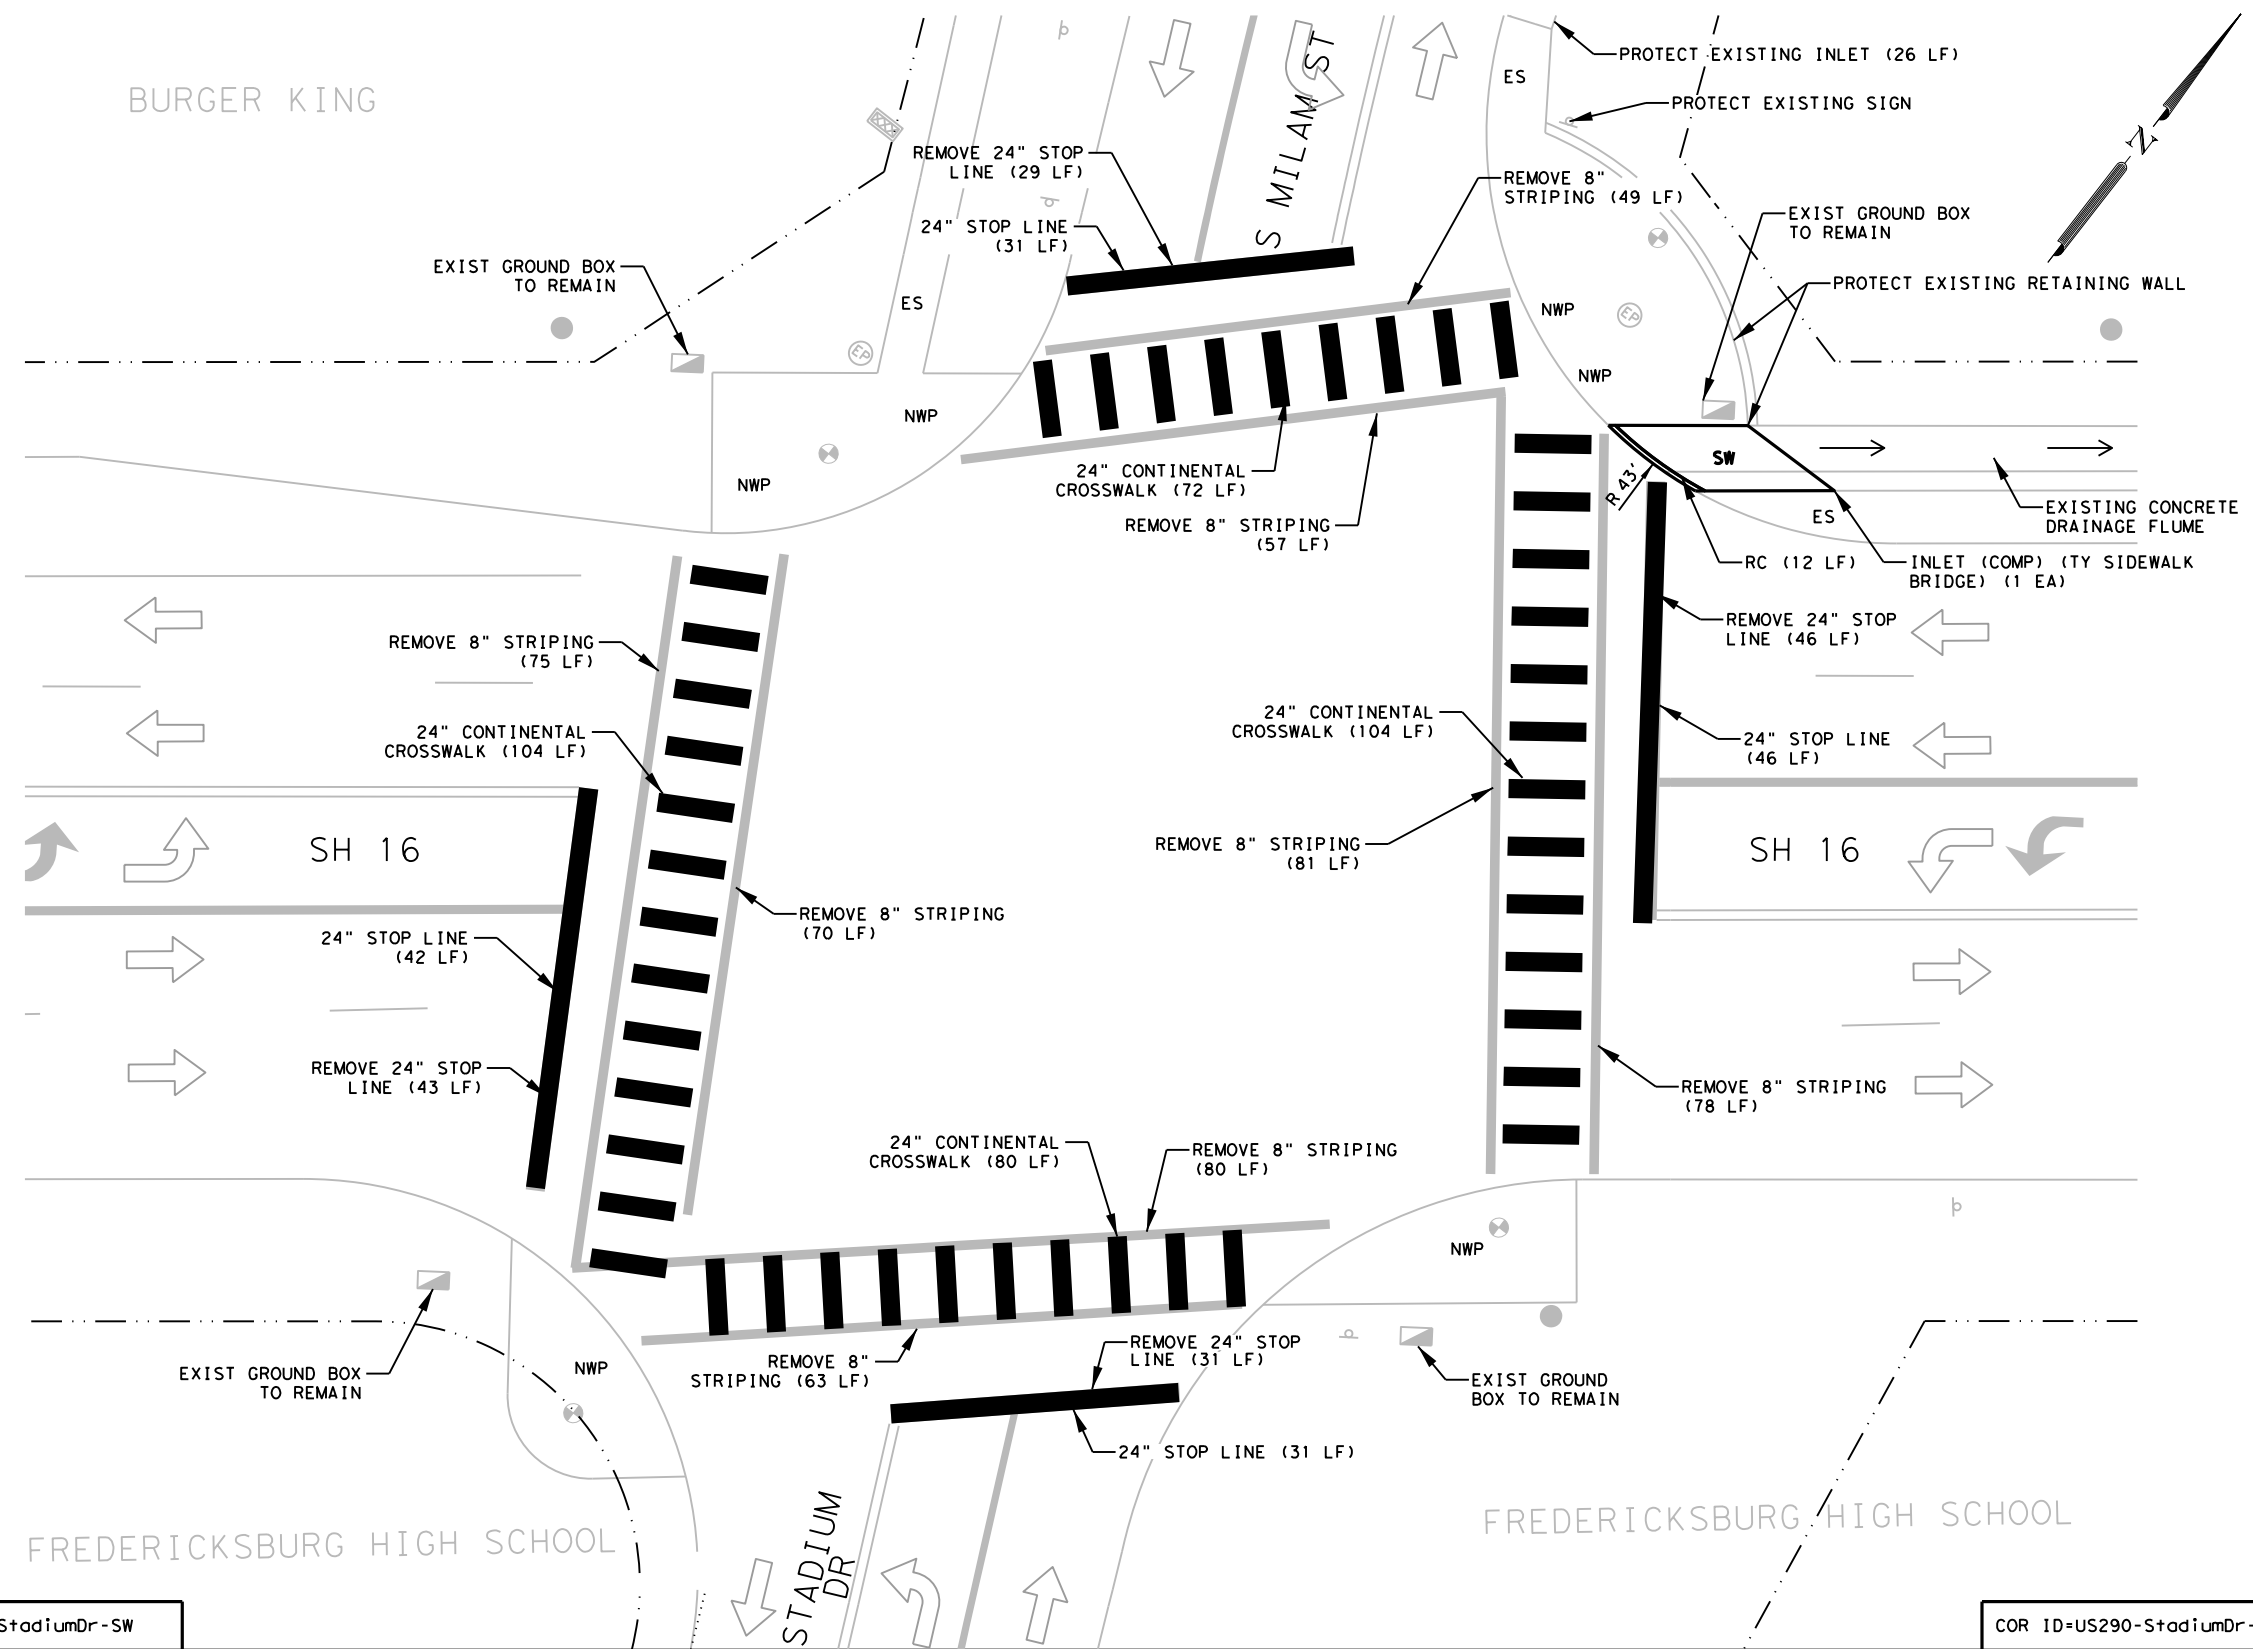 PROTECT EXISTING INLET (26 LF)
ES
BURGER KING
PROTECT EXISTING SIGN
S MILAM ST
N
REMOVE 24" STOP
LINE (29 LF)
REMOVE 8"
STRIPING (49 LF)
24" STOP LINE
(31 LF)
EXIST GROUND BOX
TO REMAIN
EXIST GROUND BOX
TO REMAIN
PROTECT EXISTING RETAINING WALL
ES
NWP
EP
EP
NWP
NWP
SW
24" CONTINENTAL
CROSSWALK (72 LF)
NWP
R 43'
REMOVE 8" STRIPING
(57 LF)
ES
EXISTING CONCRETE
DRAINAGE FLUME
RC (12 LF)
INLET (COMP) (TY SIDEWALK
BRIDGE) (1 EA)
REMOVE 8" STRIPING
(75 LF)
REMOVE 24" STOP
LINE (46 LF)
24" CONTINENTAL
CROSSWALK (104 LF)
24" CONTINENTAL
CROSSWALK (104 LF)
24" STOP LINE
(46 LF)
SH 16
REMOVE 8" STRIPING
(81 LF)
SH 16
24" STOP LINE
(42 LF)
REMOVE 8" STRIPING
(70 LF)
REMOVE 24" STOP
LINE (43 LF)
REMOVE 8" STRIPING
(78 LF)
24" CONTINENTAL
CROSSWALK (80 LF)
REMOVE 8" STRIPING
(80 LF)
NWP
REMOVE 24" STOP
LINE (31 LF)
REMOVE 8"
STRIPING (63 LF)
EXIST GROUND BOX
TO REMAIN
NWP
EXIST GROUND
BOX TO REMAIN
24" STOP LINE (31 LF)
FREDERICKSBURG HIGH SCHOOL
STADIUM
DR
FREDERICKSBURG HIGH SCHOOL
StadiumDr-SW
COR ID=US290-StadiumDr-